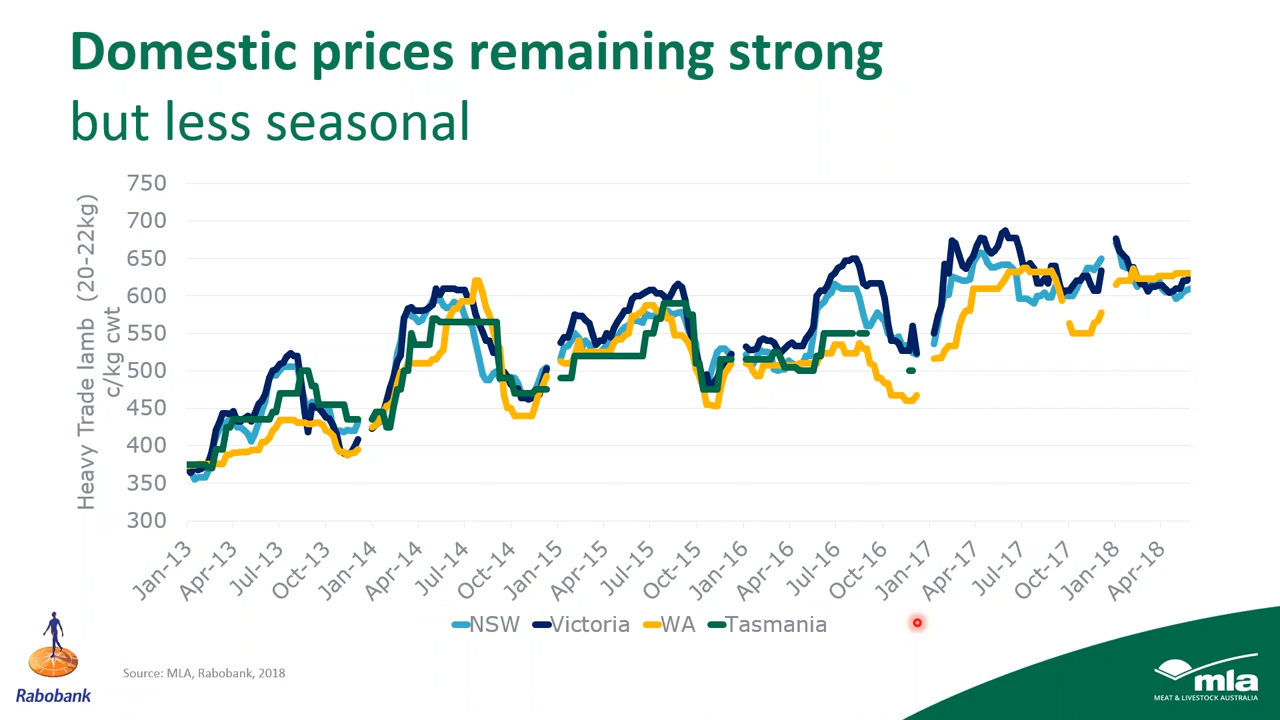 Domestic prices remaining strong
but less seasonal
Heavy Trade lamb (20-22kg)
c/kg cwt
750
700
650
600
550
500
450
400
350
300
Jan-13
Apr-13
Jul-13
Oct-13
Jan-14
Apr-14
Jul-14
Oct-14
Jan-15
Apr-15
Jul-15
Oct-15
Jan-16
Apr-16
Jul-16
Oct-16
Jan-17
Apr-17
Jul-17
Oct-17
Jan-18
Apr-18
NSW Victoria WA Tasmania
Source: MLA, Rabobank, 2018
Rabobank
mla
MEAT & LIVESTOCK AUSTRALIA